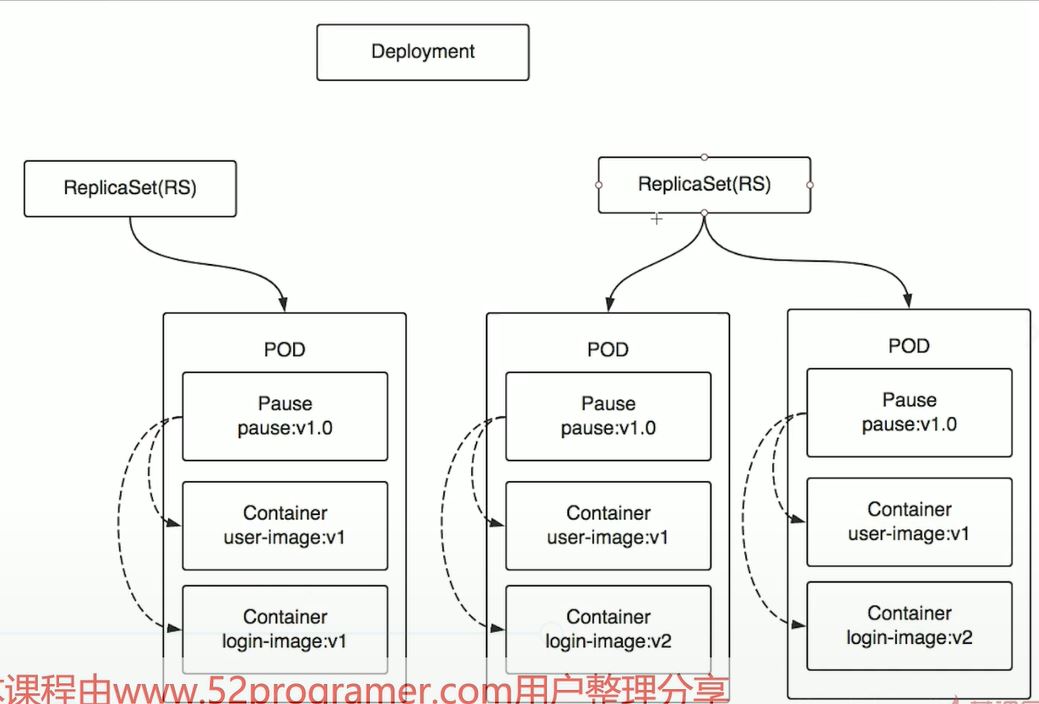 Deployment
ReplicaSet(RS)
ReplicaSet(RS)
POD
Pause
pause:v1.0
Container
user-image:v1
Container
login-image:v1
POD
Pause
pause:v1.0
Container
user-image:v1
Container
login-image:v2
POD
Pause
pause:v1.0
Container
user-image:v1
Container
login-image:v2
课程由www.52programer.com用户整理分享